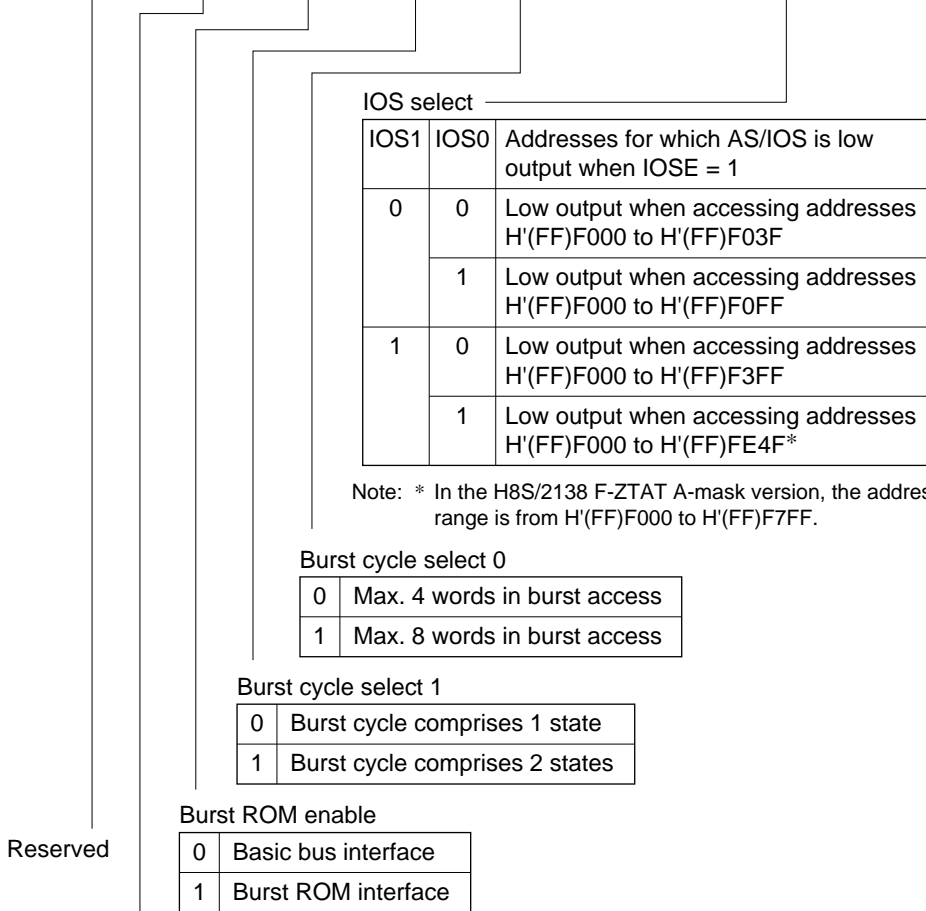 IOS select
IOS1 IOS0 Addresses for which AS/IOS is low
output when IOSE = 1
0 0 Low output when accessing addresses
H'(FF)F000 to H'(FF)F03F
1 Low output when accessing addresses
H'(FF)F000 to H'(FF)F0FF
1 0 Low output when accessing addresses
H'(FF)F000 to H'(FF)F3FF
1 Low output when accessing addresses
H'(FF)F000 to H'(FF)FE4F*
Note: * In the H8S/2138 F-ZTAT A-mask version, the addres
range is from H'(FF)F000 to H'(FF)F7FF.
Burst cycle select 0
0 Max. 4 words in burst access
1 Max. 8 words in burst access
Burst cycle select 1
0 Burst cycle comprises 1 state
1 Burst cycle comprises 2 states
Burst ROM enable
Reserved
0 Basic bus interface
1 Burst ROM interface